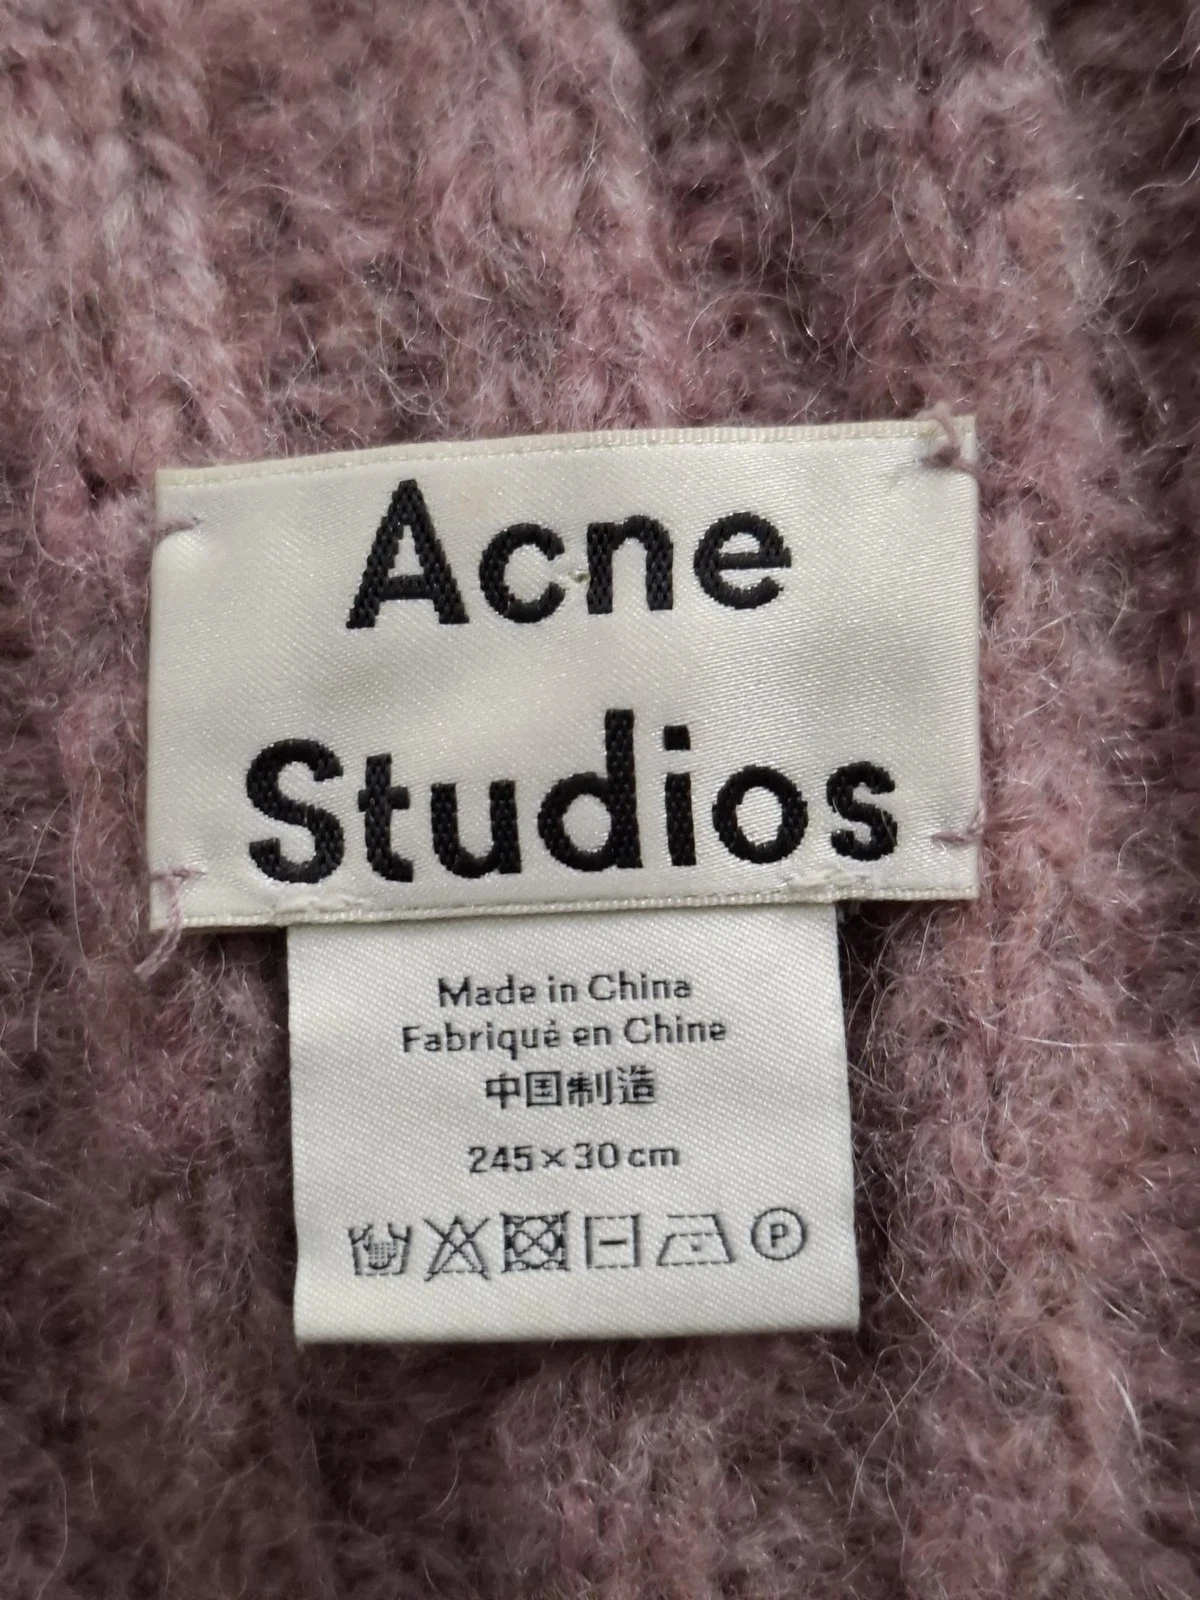 Acne
Studios
Made in China
Fabriqué en Chine
中国制造
245×30cm
P